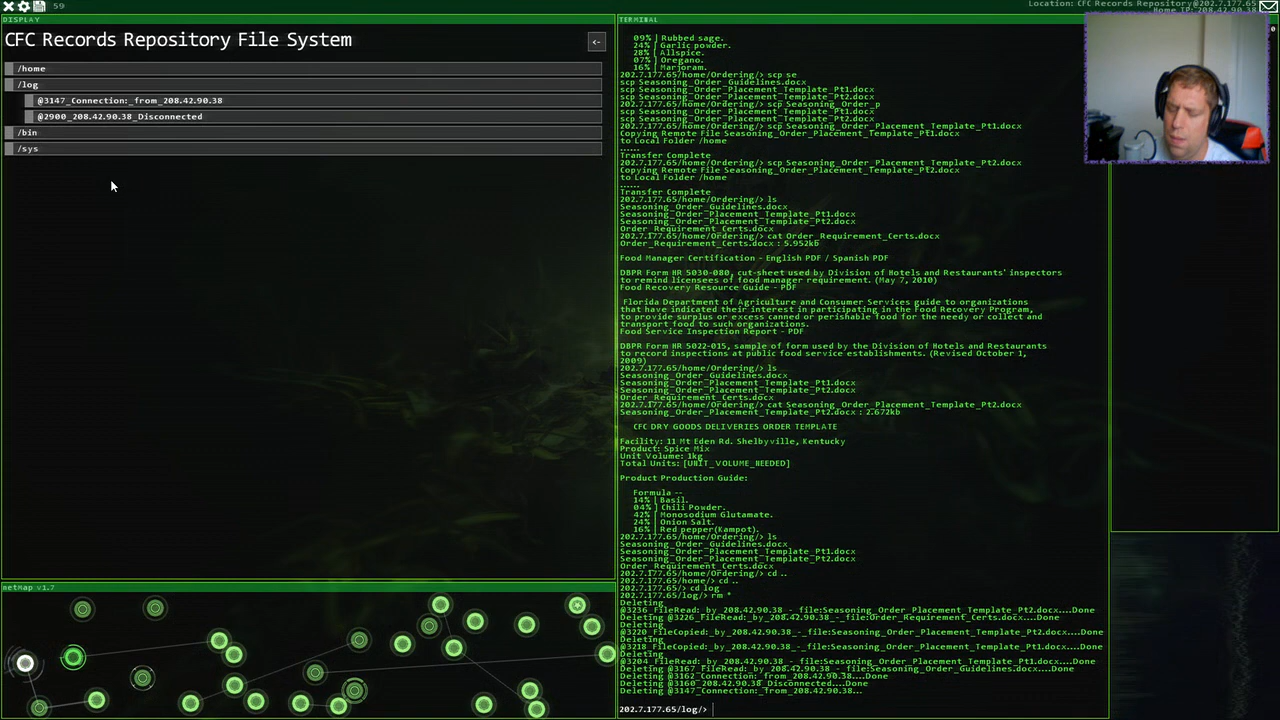 59
Location: CFC Records Repository@202.7.177.65
Home IP: 208.42.90.38
DISPLAY
CFC Records Repository File System
<-
/home
/log
@3147_Connection:_from_208.42.90.38
@2900_208.42.90.38_Disconnected
/bin
/sys
netMap v1.7
TERMINAL
09% | Rubbed sage.
24% | Garlic powder.
28% | Allspice.
07% | Oregano.
16% | Marjoram.
202.7.177.65/home/Ordering/> scp se
scp Seasoning_Order_Guidelines.docx
scp Seasoning_Order_Placement_Template_Pt1.docx
scp Seasoning_Order_Placement_Template_Pt2.docx
202.7.177.65/home/Ordering/> scp Seasoning_Order_p
scp Seasoning_Order_Placement_Template_Pt1.docx
scp Seasoning_Order_Placement_Template_Pt2.docx
202.7.177.65/home/Ordering/> scp Seasoning_Order_Placement_Template_Pt1.docx
Copying Remote File Seasoning_Order_Placement_Template_Pt1.docx
to Local Folder /home
......
Transfer Complete
202.7.177.65/home/Ordering/> scp Seasoning_Order_Placement_Template_Pt2.docx
Copying Remote File Seasoning_Order_Placement_Template_Pt2.docx
to Local Folder /home
......
Transfer Complete
202.7.177.65/home/Ordering/> ls
Seasoning_Order_Guidelines.docx
Seasoning_Order_Placement_Template_Pt1.docx
Seasoning_Order_Placement_Template_Pt2.docx
Order_Requirement_Certs.docx
202.7.177.65/home/Ordering/> cat Order_Requirement_Certs.docx
Order_Requirement_Certs.docx : 5.952kb
Food Manager Certification - English PDF / Spanish PDF
DBPR Form HR 5030-080, cut-sheet used by Division of Hotels and Restaurants' inspectors
to remind licensees of food manager requirement. (May 7, 2010)
Food Recovery Resource Guide - PDF
Florida Department of Agriculture and Consumer Services guide to organizations
that have indicated their interest in participating in the Food Recovery Program,
to provide surplus or excess canned or perishable food for the needy or collect and
transport food to such organizations.
Food Service Inspection Report - PDF
DBPR Form HR 5022-015, sample of form used by the Division of Hotels and Restaurants
to record inspections at public food service establishments. (Revised October 1,
2009)
202.7.177.65/home/Ordering/> ls
Seasoning_Order_Guidelines.docx
Seasoning_Order_Placement_Template_Pt1.docx
Seasoning_Order_Placement_Template_Pt2.docx
Order_Requirement_Certs.docx
202.7.177.65/home/Ordering/> cat Seasoning_Order_Placement_Template_Pt2.docx
Seasoning_Order_Placement_Template_Pt2.docx : 2.672kb
CFC DRY GOODS DELIVERIES ORDER TEMPLATE
Facility: 11 Mt Eden Rd. Shelbyville, Kentucky
Product: Spice Mix
Unit Volume: 1kg
Total Units: [UNIT_VOLUME_NEEDED]
Product Production Guide:
Formula --
14% | Basil.
04% | Chili Powder.
42% | Monosodium Glutamate.
24% | Onion Salt.
16% | Red pepper(Kampot).
202.7.177.65/home/Ordering/> ls
Seasoning_Order_Guidelines.docx
Seasoning_Order_Placement_Template_Pt1.docx
Seasoning_Order_Placement_Template_Pt2.docx
Order_Requirement_Certs.docx
202.7.177.65/home/Ordering/> cd ..
202.7.177.65/home/> cd ..
202.7.177.65/> cd log
202.7.177.65/log/> rm *
Deleting
@3236_FileRead:_by_208.42.90.38_-_file:Seasoning_Order_Placement_Template_Pt2.docx....Done
Deleting @3226_FileRead:_by_208.42.90.38_-_file:Order_Requirement_Certs.docx....Done
Deleting
@3220_FileCopied:_by_208.42.90.38_-_file:Seasoning_Order_Placement_Template_Pt2.docx....Done
Deleting
@3218_FileCopied:_by_208.42.90.38_-_file:Seasoning_Order_Placement_Template_Pt1.docx....Done
Deleting
@3204_FileRead:_by_208.42.90.38_-_file:Seasoning_Order_Placement_Template_Pt1.docx....Done
Deleting @3167_FileRead:_by_208.42.90.38_-_file:Seasoning_Order_Guidelines.docx....Done
Deleting @3162_Connection:_from_208.42.90.38....Done
Deleting @3160_208.42.90.38_Disconnected....Done
Deleting @3147_Connection:_from_208.42.90.38...
202.7.177.65/log/>